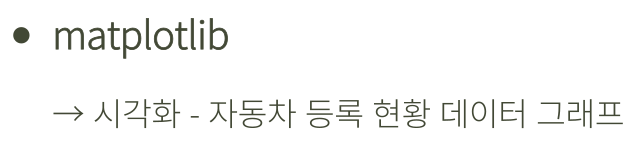 • matplotlib
→ 시각화 - 자동차 등록 현황 데이터 그래프